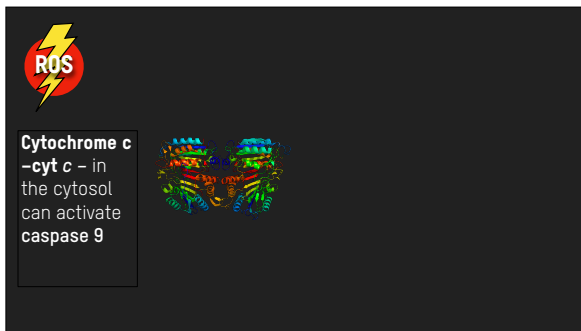 ROS
Cytochrome c
–cyt c – in
the cytosol
can activate
caspase 9